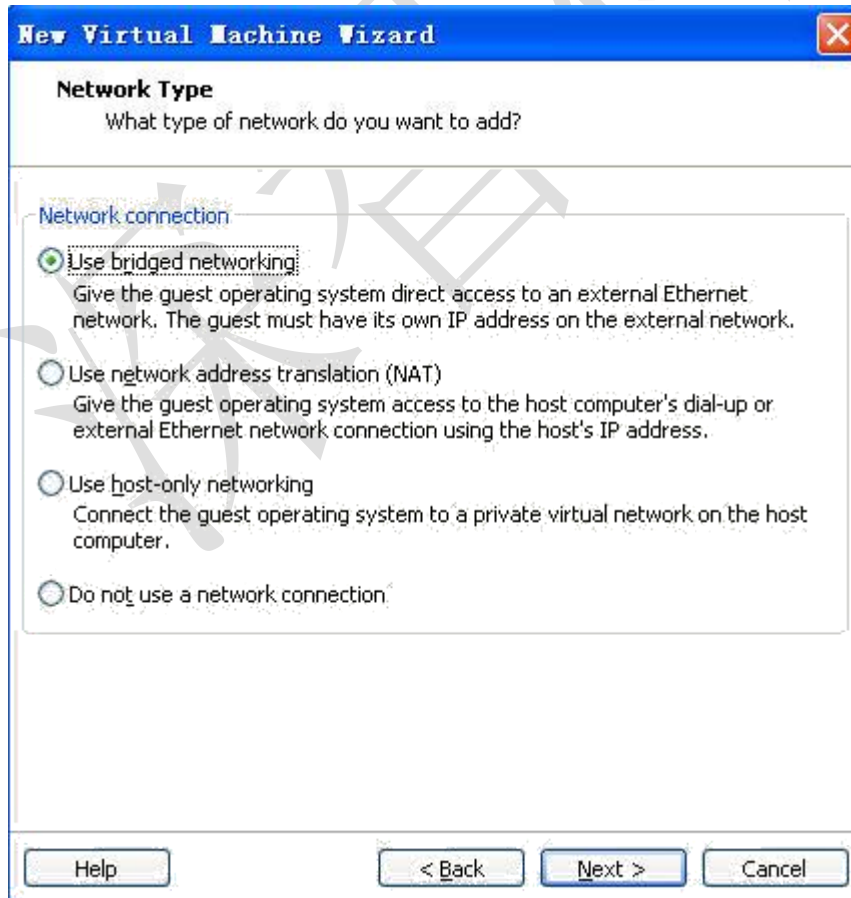 New Virtual Machine Wizard
Network Type
What type of network do you want to add?
Network connection
Use bridged networking
Give the guest operating system direct access to an external Ethernet
network. The guest must have its own IP address on the external network.
Use network address translation (NAT)
Give the guest operating system access to the host computer's dial-up or
external Ethernet network connection using the host's IP address.
Use host-only networking
Connect the guest operating system to a private virtual network on the host
computer.
Do not use a network connection
Help
< Back
Next >
Cancel